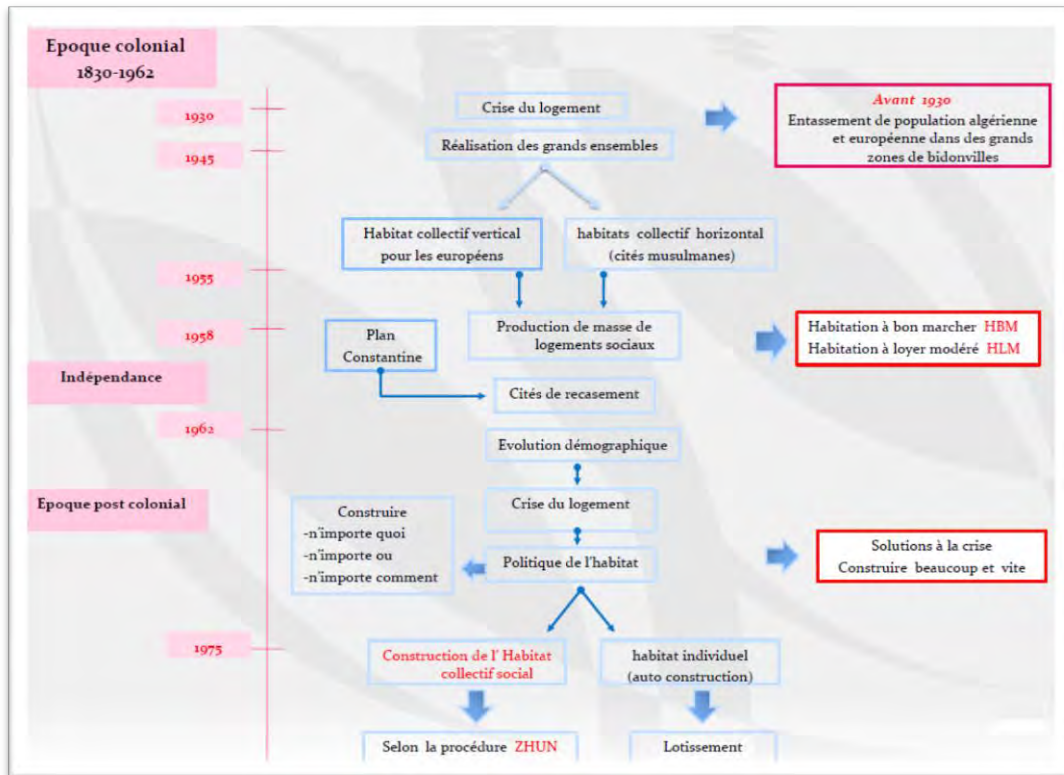 Epoque colonial
1830-1962
1930
Crise du logement
Avant 1930
Entassement de population algérienne
et européenne dans des grands
zones de bidonvilles
1945
Réalisation des grands ensembles
Habitat collectif vertical
pour les européens
habitats collectif horizontal
(cités musulmanes)
1955
1958
Plan
Constantine
Production de masse de
logements sociaux
Habitation à bon marcher HBM
Habitation à loyer modéré HLM
Indépendance
Cités de recasement
1962
Evolution démographique
Epoque post colonial
Crise du logement
Construire
-n'importe quoi
-n'importe ou
-n'importe comment
Politique de l'habitat
Solutions à la crise
Construire beaucoup et vite
1975
Construction de l' Habitat
collectif social
habitat individuel
(auto construction)
Selon la procédure ZHUN
Lotissement